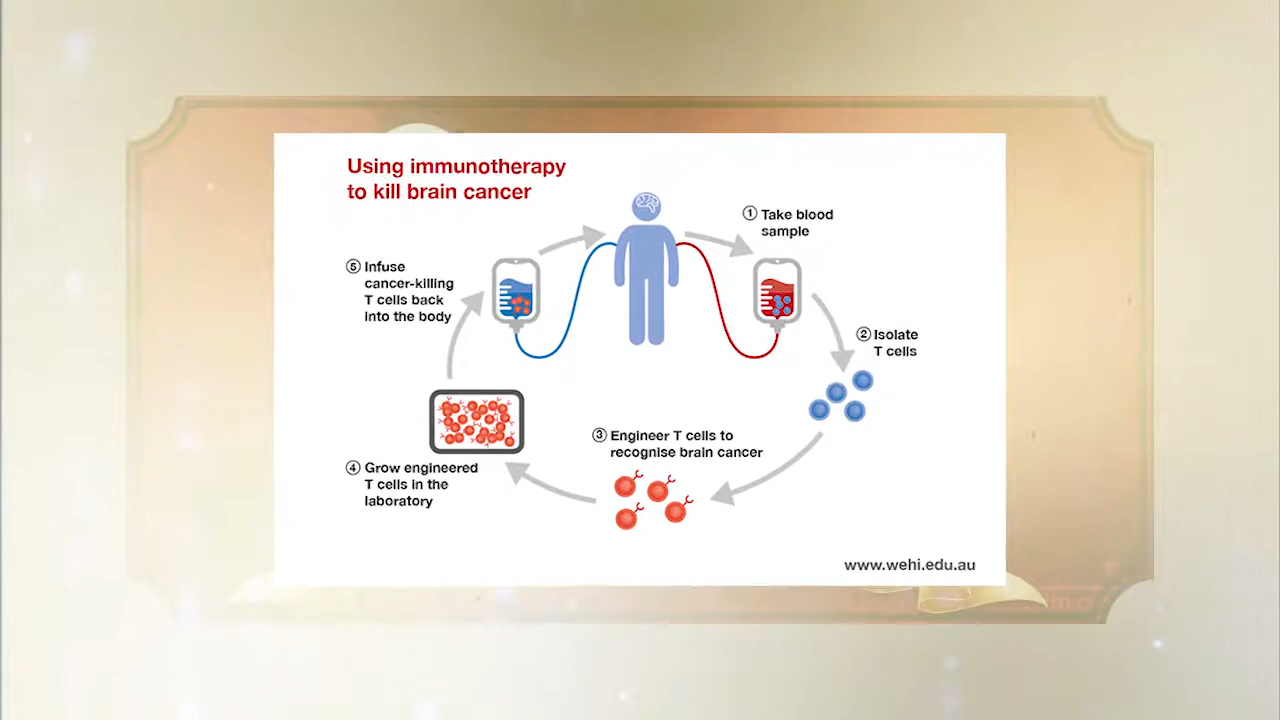 Using immunotherapy
to kill brain cancer
① Take blood
sample
② Isolate
T cells
③ Engineer T cells to
recognise brain cancer
④ Grow engineered
T cells in the
laboratory
⑤ Infuse
cancer-killing
T cells back
into the body
www.wehi.edu.au